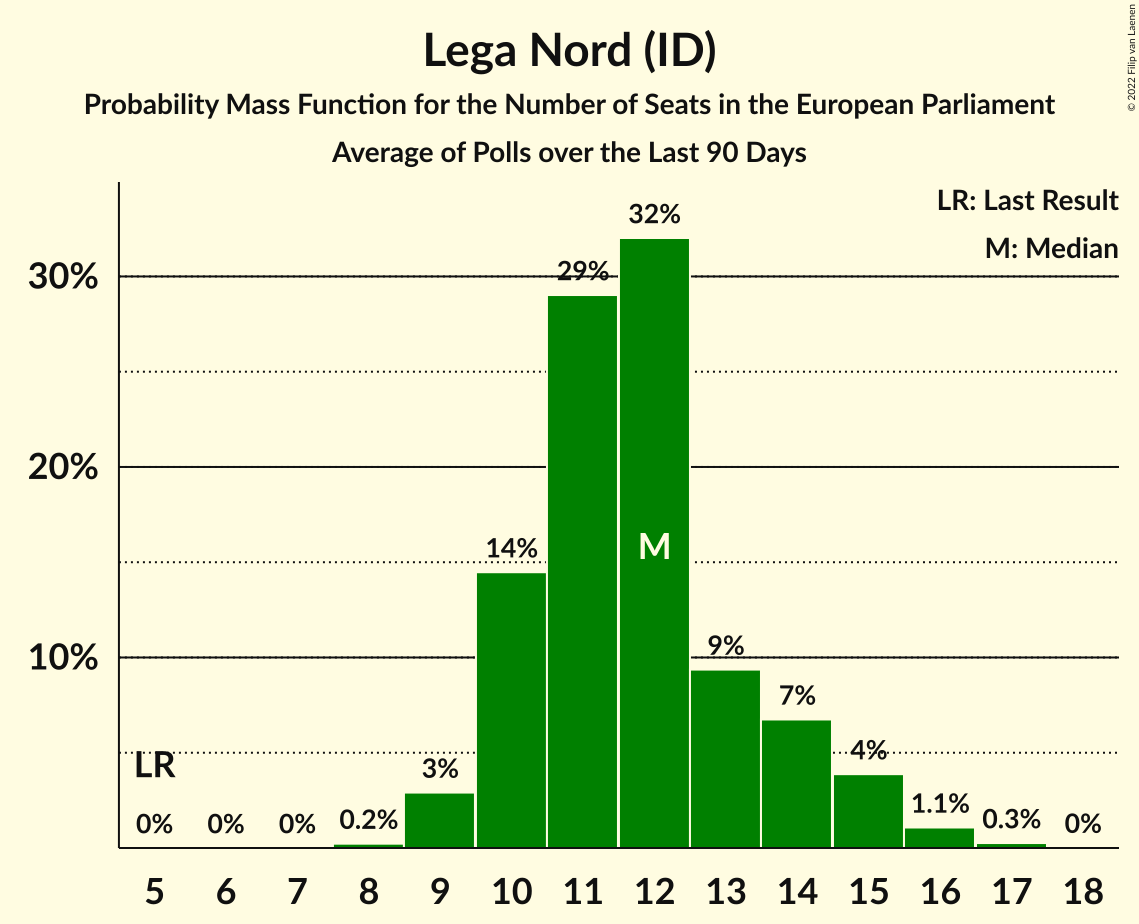 © 2022 Filip van Laenen
Lega Nord (ID)
Probability Mass Function for the Number of Seats in the European Parliament
Average of Polls over the Last 90 Days
LR: Last Result
M: Median
30%
20%
10%
LR
M
0%
0%
0%
0.2%
3%
14%
29%
32%
9%
7%
4%
1.1%
0.3%
0%
5 6 7 8 9 10 11 12 13 14 15 16 17 18